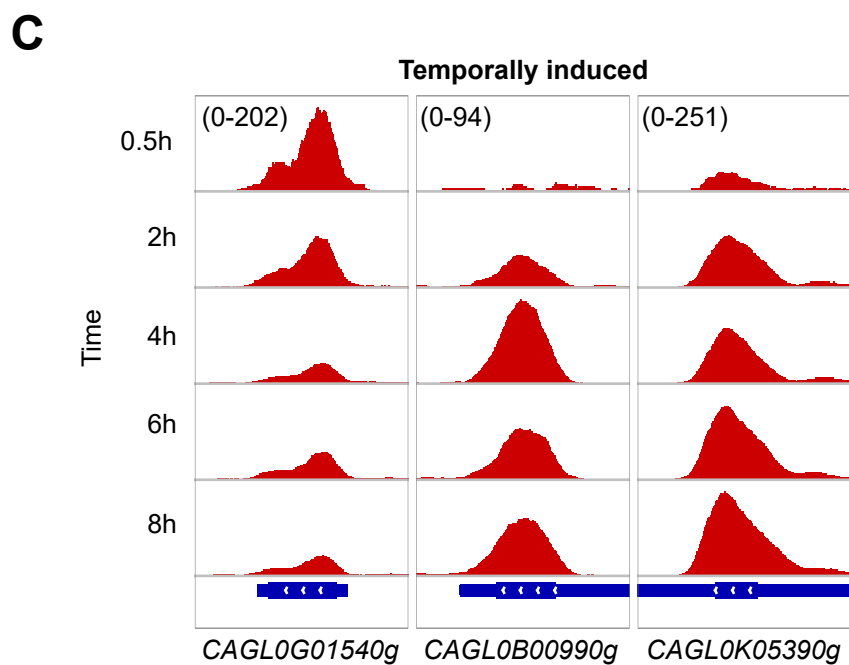 C
Temporally induced
(0-202) (0-94) (0-251)
0.5h
2h
4h
6h
8h
Time
CAGL0G01540g CAGL0B00990g CAGL0K05390g